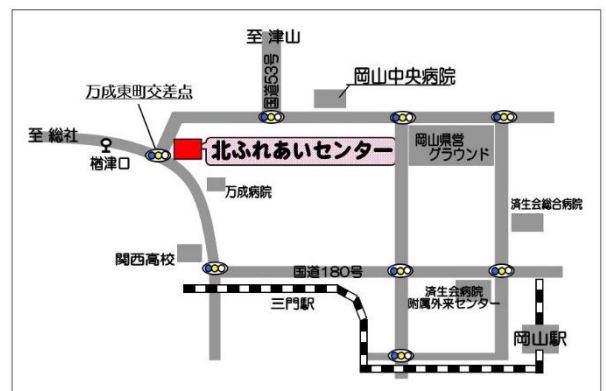 至 津山
国道53号
岡山中央病院
万成東町交差点
至 総社
楢津口
北ふれあいセンター
岡山県営
グラウンド
万成病院
済生会総合病院
関西高校
国道180号
三門駅
済生会病院
附属外来センター
岡山駅